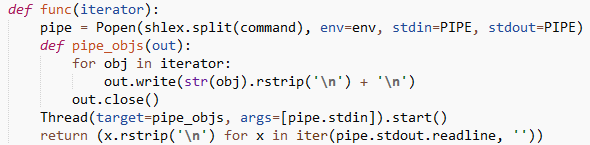 def func(iterator):
    pipe = Popen(shlex.split(command), env=env, stdin=PIPE, stdout=PIPE)
    def pipe_objs(out):
        for obj in iterator:
            out.write(str(obj).rstrip('\n') + '\n')
        out.close()
    Thread(target=pipe_objs, args=[pipe.stdin]).start()
    return (x.rstrip('\n') for x in iter(pipe.stdout.readline, ''))